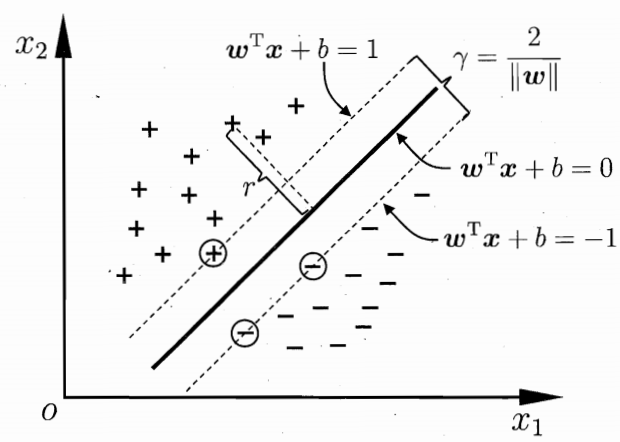 x₂
𝒘ᵀ𝒙 + b = 1
γ = 2 / ‖𝒘‖
r
𝒘ᵀ𝒙 + b = 0
𝒘ᵀ𝒙 + b = −1
O
x₁